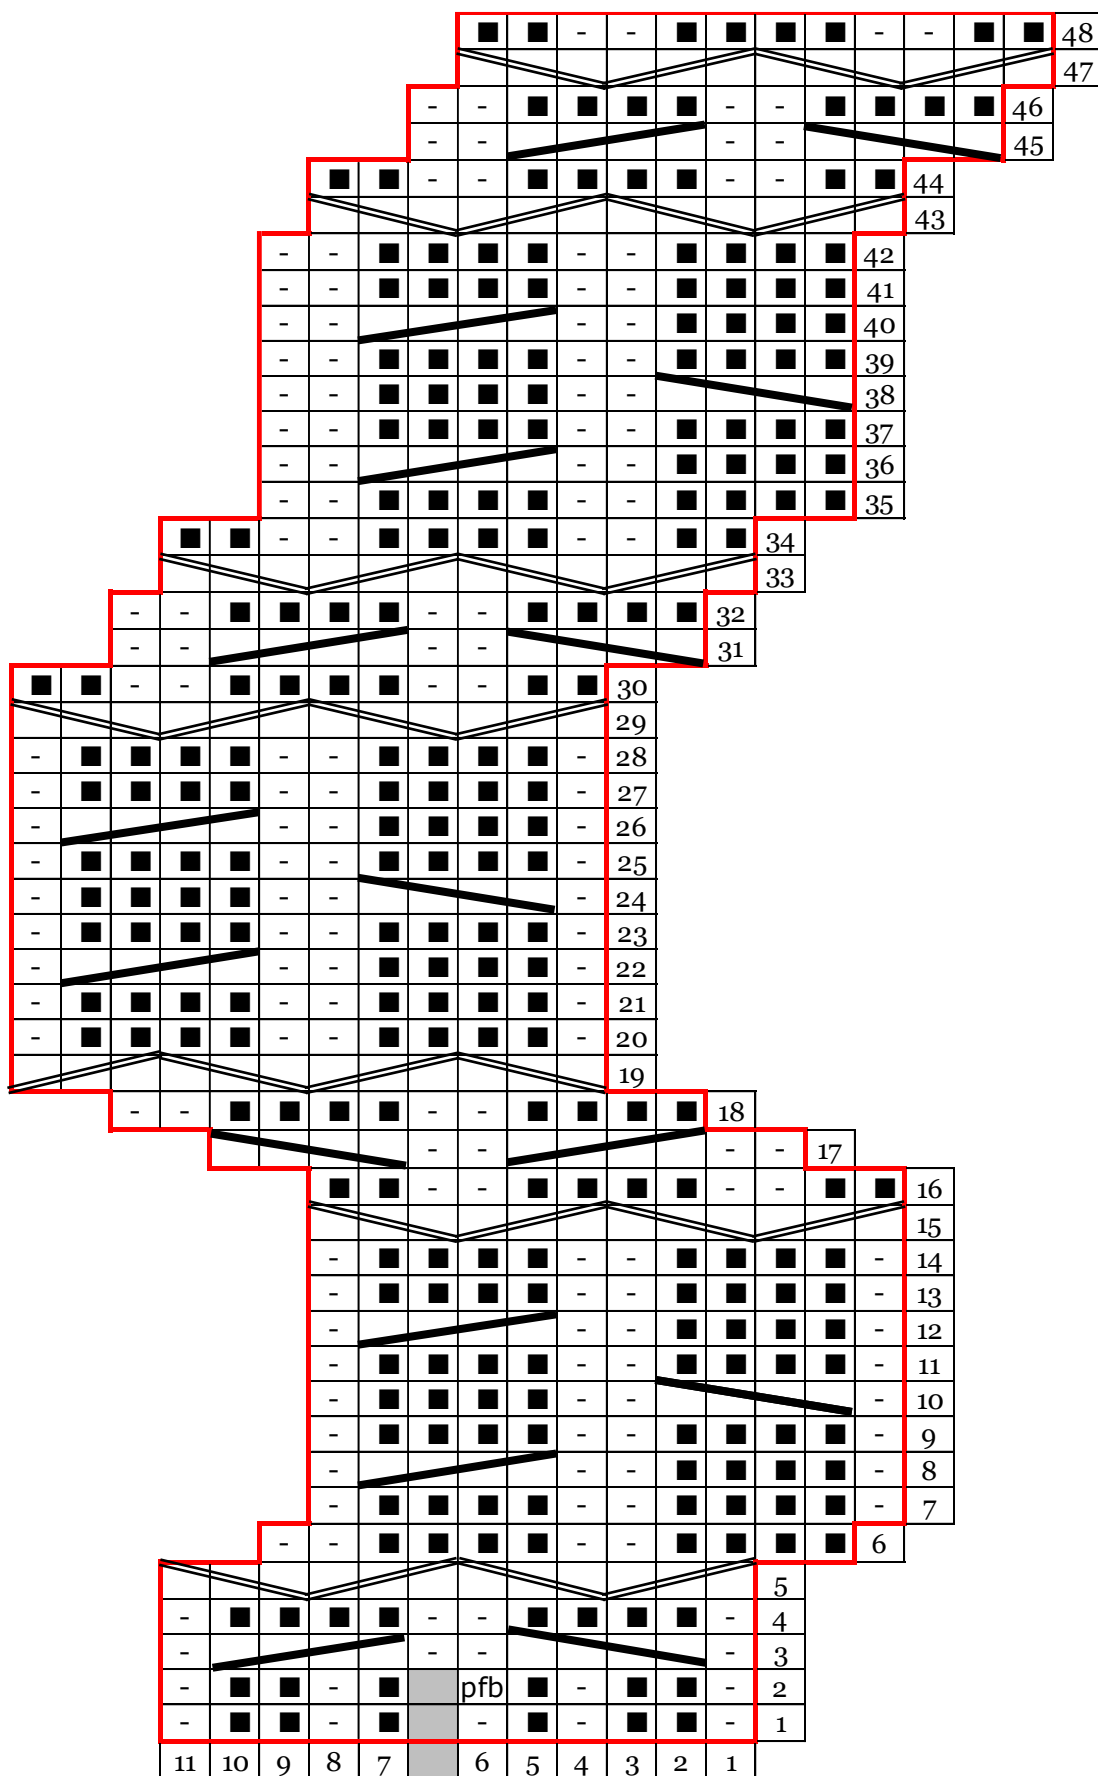 ■ ■ - - ■ ■ ■ ■ - - ■ ■ 48
47
- - ■ ■ ■ ■ - - ■ ■ ■ ■ 46
- - - - 45
■ ■ - - ■ ■ ■ ■ - - ■ ■ 44
43
- - ■ ■ ■ ■ - - ■ ■ ■ ■ 42
- - ■ ■ ■ ■ - - ■ ■ ■ ■ 41
- - - - ■ ■ ■ ■ 40
- - ■ ■ ■ ■ - - ■ ■ ■ ■ 39
- - ■ ■ ■ ■ - - 38
- - ■ ■ ■ ■ - - ■ ■ ■ ■ 37
- - - - ■ ■ ■ ■ 36
- - ■ ■ ■ ■ - - ■ ■ ■ ■ 35
■ ■ - - ■ ■ ■ ■ - - ■ ■ 34
33
- - ■ ■ ■ ■ - - ■ ■ ■ ■ 32
- - - - 31
■ ■ - - ■ ■ ■ ■ - - ■ ■ 30
29
- ■ ■ ■ ■ - - ■ ■ ■ ■ - 28
- ■ ■ ■ ■ - - ■ ■ ■ ■ - 27
- - - ■ ■ ■ ■ - 26
- ■ ■ ■ ■ - - ■ ■ ■ ■ - 25
- ■ ■ ■ ■ - - - 24
- ■ ■ ■ ■ - - ■ ■ ■ ■ - 23
- - - ■ ■ ■ ■ - 22
- ■ ■ ■ ■ - - ■ ■ ■ ■ - 21
- ■ ■ ■ ■ - - ■ ■ ■ ■ - 20
19
- - ■ ■ ■ ■ - - ■ ■ ■ ■ 18
- - - - 17
■ ■ - - ■ ■ ■ ■ - - ■ ■ 16
15
- ■ ■ ■ ■ - - ■ ■ ■ ■ - 14
- ■ ■ ■ ■ - - ■ ■ ■ ■ - 13
- - - ■ ■ ■ ■ - 12
- ■ ■ ■ ■ - - ■ ■ ■ ■ - 11
- ■ ■ ■ ■ - - - 10
- ■ ■ ■ ■ - - ■ ■ ■ ■ - 9
- - - ■ ■ ■ ■ - 8
- ■ ■ ■ ■ - - ■ ■ ■ ■ - 7
- - ■ ■ ■ ■ - - ■ ■ ■ ■ 6
5
- ■ ■ ■ ■ - - ■ ■ ■ ■ - 4
- - - - 3
- ■ ■ - ■ pfb ■ - ■ ■ - 2
- ■ ■ - ■ - ■ - ■ ■ - 1
11 10 9 8 7 6 5 4 3 2 1